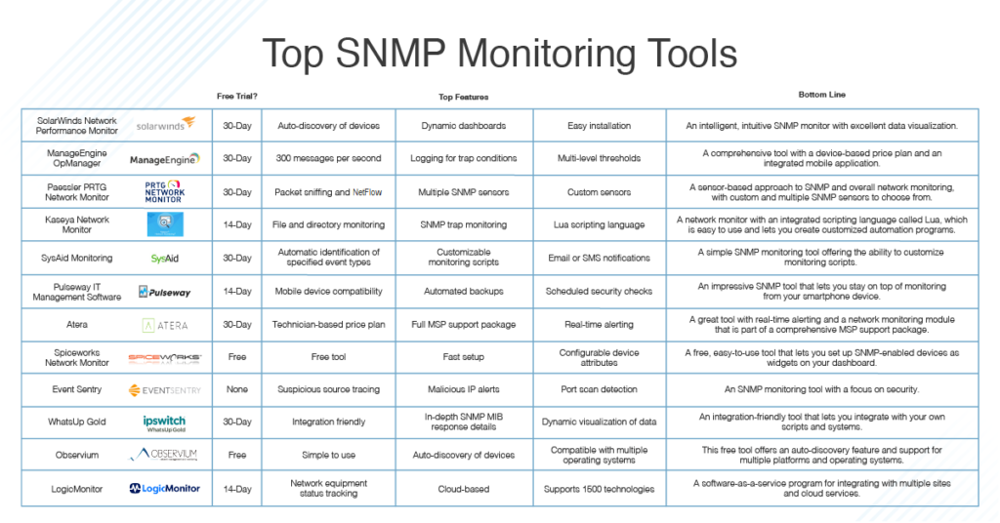 Top SNMP Monitoring Tools
Free Trial?
Top Features
Bottom Line
SolarWinds Network
Performance Monitor
solarwinds
30-Day
Auto-discovery of devices
Dynamic dashboards
Easy installation
An intelligent, intuitive SNMP monitor with excellent data visualization.
ManageEngine
OpManager
ManageEngine
30-Day
300 messages per second
Logging for trap conditions
Multi-level thresholds
A comprehensive tool with a device-based price plan and an
integrated mobile application.
Paessler PRTG
Network Monitor
PRTG
NETWORK
MONITOR
30-Day
Packet sniffing and NetFlow
Multiple SNMP sensors
Custom sensors
A sensor-based approach to SNMP and overall network monitoring,
with custom and multiple SNMP sensors to choose from.
Kaseya Network
Monitor
14-Day
File and directory monitoring
SNMP trap monitoring
Lua scripting language
A network monitor with an integrated scripting language called Lua, which
is easy to use and lets you create customized automation programs.
SysAid Monitoring
SysAid
30-Day
Automatic identification of
specified event types
Customizable
monitoring scripts
Email or SMS notifications
A simple SNMP monitoring tool offering the ability to customize
monitoring scripts.
Pulseway IT
Management Software
Pulseway
14-Day
Mobile device compatibility
Automated backups
Scheduled security checks
An impressive SNMP tool that lets you stay on top of monitoring
from your smartphone device.
Atera
ATERA
30-Day
Technician-based price plan
Full MSP support package
Real-time alerting
A great tool with real-time alerting and a network monitoring module
that is part of a comprehensive MSP support package.
Spiceworks
Network Monitor
SPICEWORKS
Free
Free tool
Fast setup
Configurable device
attributes
A free, easy-to-use tool that lets you set up SNMP-enabled devices as
widgets on your dashboard.
Event Sentry
EVENTSENTRY
None
Suspicious source tracing
Malicious IP alerts
Port scan detection
An SNMP monitoring tool with a focus on security.
WhatsUp Gold
ipswitch
WhatsUp Gold
30-Day
Integration friendly
In-depth SNMP MIB
response details
Dynamic visualization of data
An integration-friendly tool that lets you integrate with your own
scripts and systems.
Observium
OBSERVIUM
Free
Simple to use
Auto-discovery of devices
Compatible with multiple
operating systems
This free tool offers an auto-discovery feature and support for
multiple platforms and operating systems.
LogicMonitor
LogicMonitor
14-Day
Network equipment
status tracking
Cloud-based
Supports 1500 technologies
A software-as-a-service program for integrating with multiple sites
and cloud services.